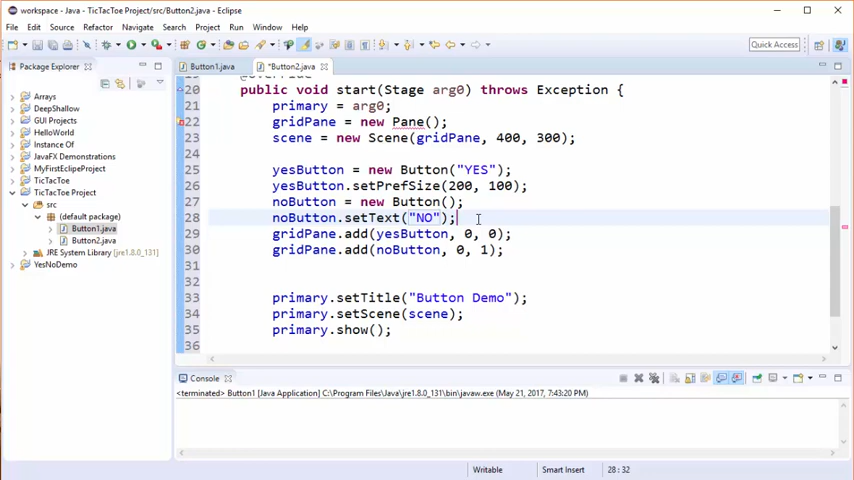 workspace - Java - TicTacToe Project/src/Button2.java - Eclipse
File Edit Source Refactor Navigate Search Project Run Window Help
Quick Access
Package Explorer
Button1.java *Button2.java
Arrays
DeepShallow
GUI Projects
HelloWorld
Instance Of
JavaFX Demonstrations
MyFirstEclipeProject
TicTacToe
TicTacToe Project
src
(default package)
Button1.java
Button2.java
JRE System Library [jre1.8.0_131]
YesNoDemo
20 public void start(Stage arg0) throws Exception {
21 primary = arg0;
22 gridPane = new Pane();
23 scene = new Scene(gridPane, 400, 300);
24
25 yesButton = new Button("YES");
26 yesButton.setPrefSize(200, 100);
27 noButton = new Button();
28 noButton.setText("NO");
29 gridPane.add(yesButton, 0, 0);
30 gridPane.add(noButton, 0, 1);
31
32
33 primary.setTitle("Button Demo");
34 primary.setScene(scene);
35 primary.show();
36
Console
<terminated> Button1 [Java Application] C:\Program Files\Java\jre1.8.0_131\bin\javaw.exe (May 21, 2017, 7:43:20 PM)
Writable Smart Insert 28 : 32